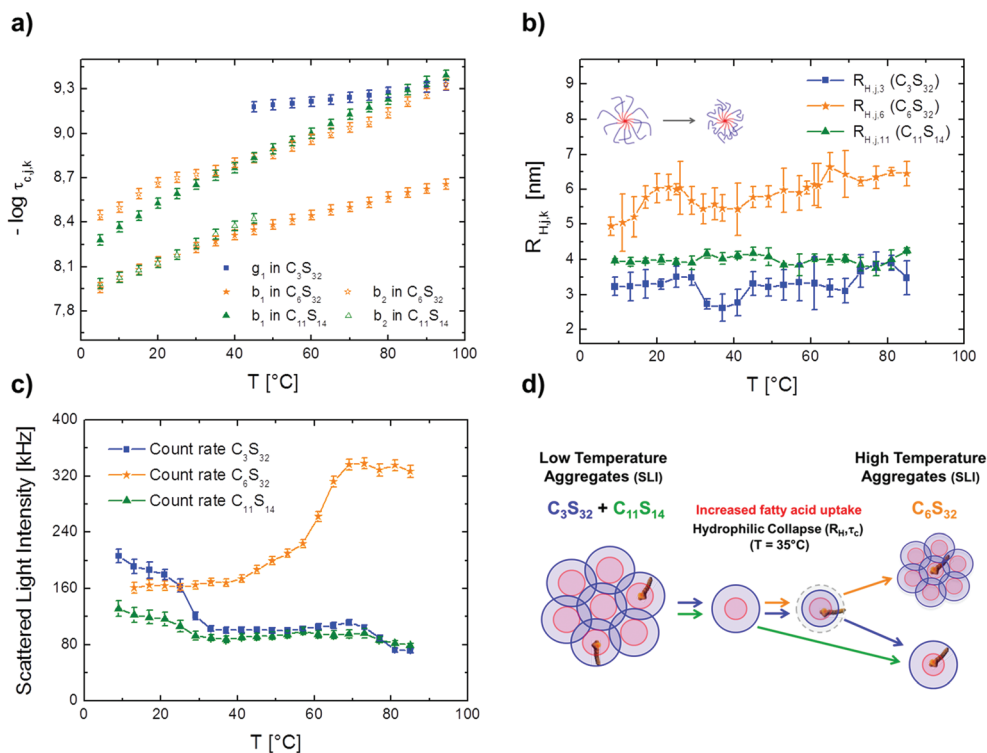 a)
- log τc,j,k
9,3
9,0
8,7
8,4
8,1
7,8
g1 in C3S32
b1 in C6S32
b2 in C6S32
b1 in C11S14
b2 in C11S14
0 20 40 60 80 100
T [°C]
b)
RH,j,k [nm]
9
8
7
6
5
4
3
2
RH,j,3 (C3S32)
RH,j,6 (C6S32)
RH,j,11 (C11S14)
0 20 40 60 80 100
T [°C]
c)
Scattered Light Intensity [kHz]
400
320
240
160
80
0
Count rate C3S32
Count rate C6S32
Count rate C11S14
0 20 40 60 80 100
T [°C]
d)
Low Temperature
Aggregates (SLI)
C3S32 + C11S14
Increased fatty acid uptake
Hydrophilic Collapse (RH,τc)
(T = 35°C)
High Temperature
Aggregates (SLI)
C6S32